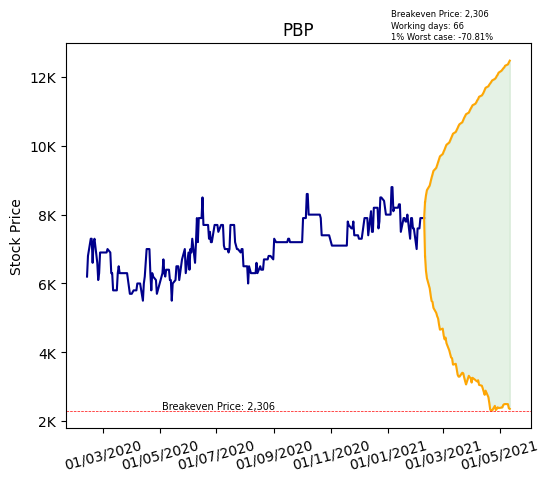 Breakeven Price: 2,306
Working days: 66
1% Worst case: -70.81%
PBP
Stock Price
12K
10K
8K
6K
4K
2K
Breakeven Price: 2,306
01/03/2020
01/05/2020
01/07/2020
01/09/2020
01/11/2020
01/01/2021
01/03/2021
01/05/2021